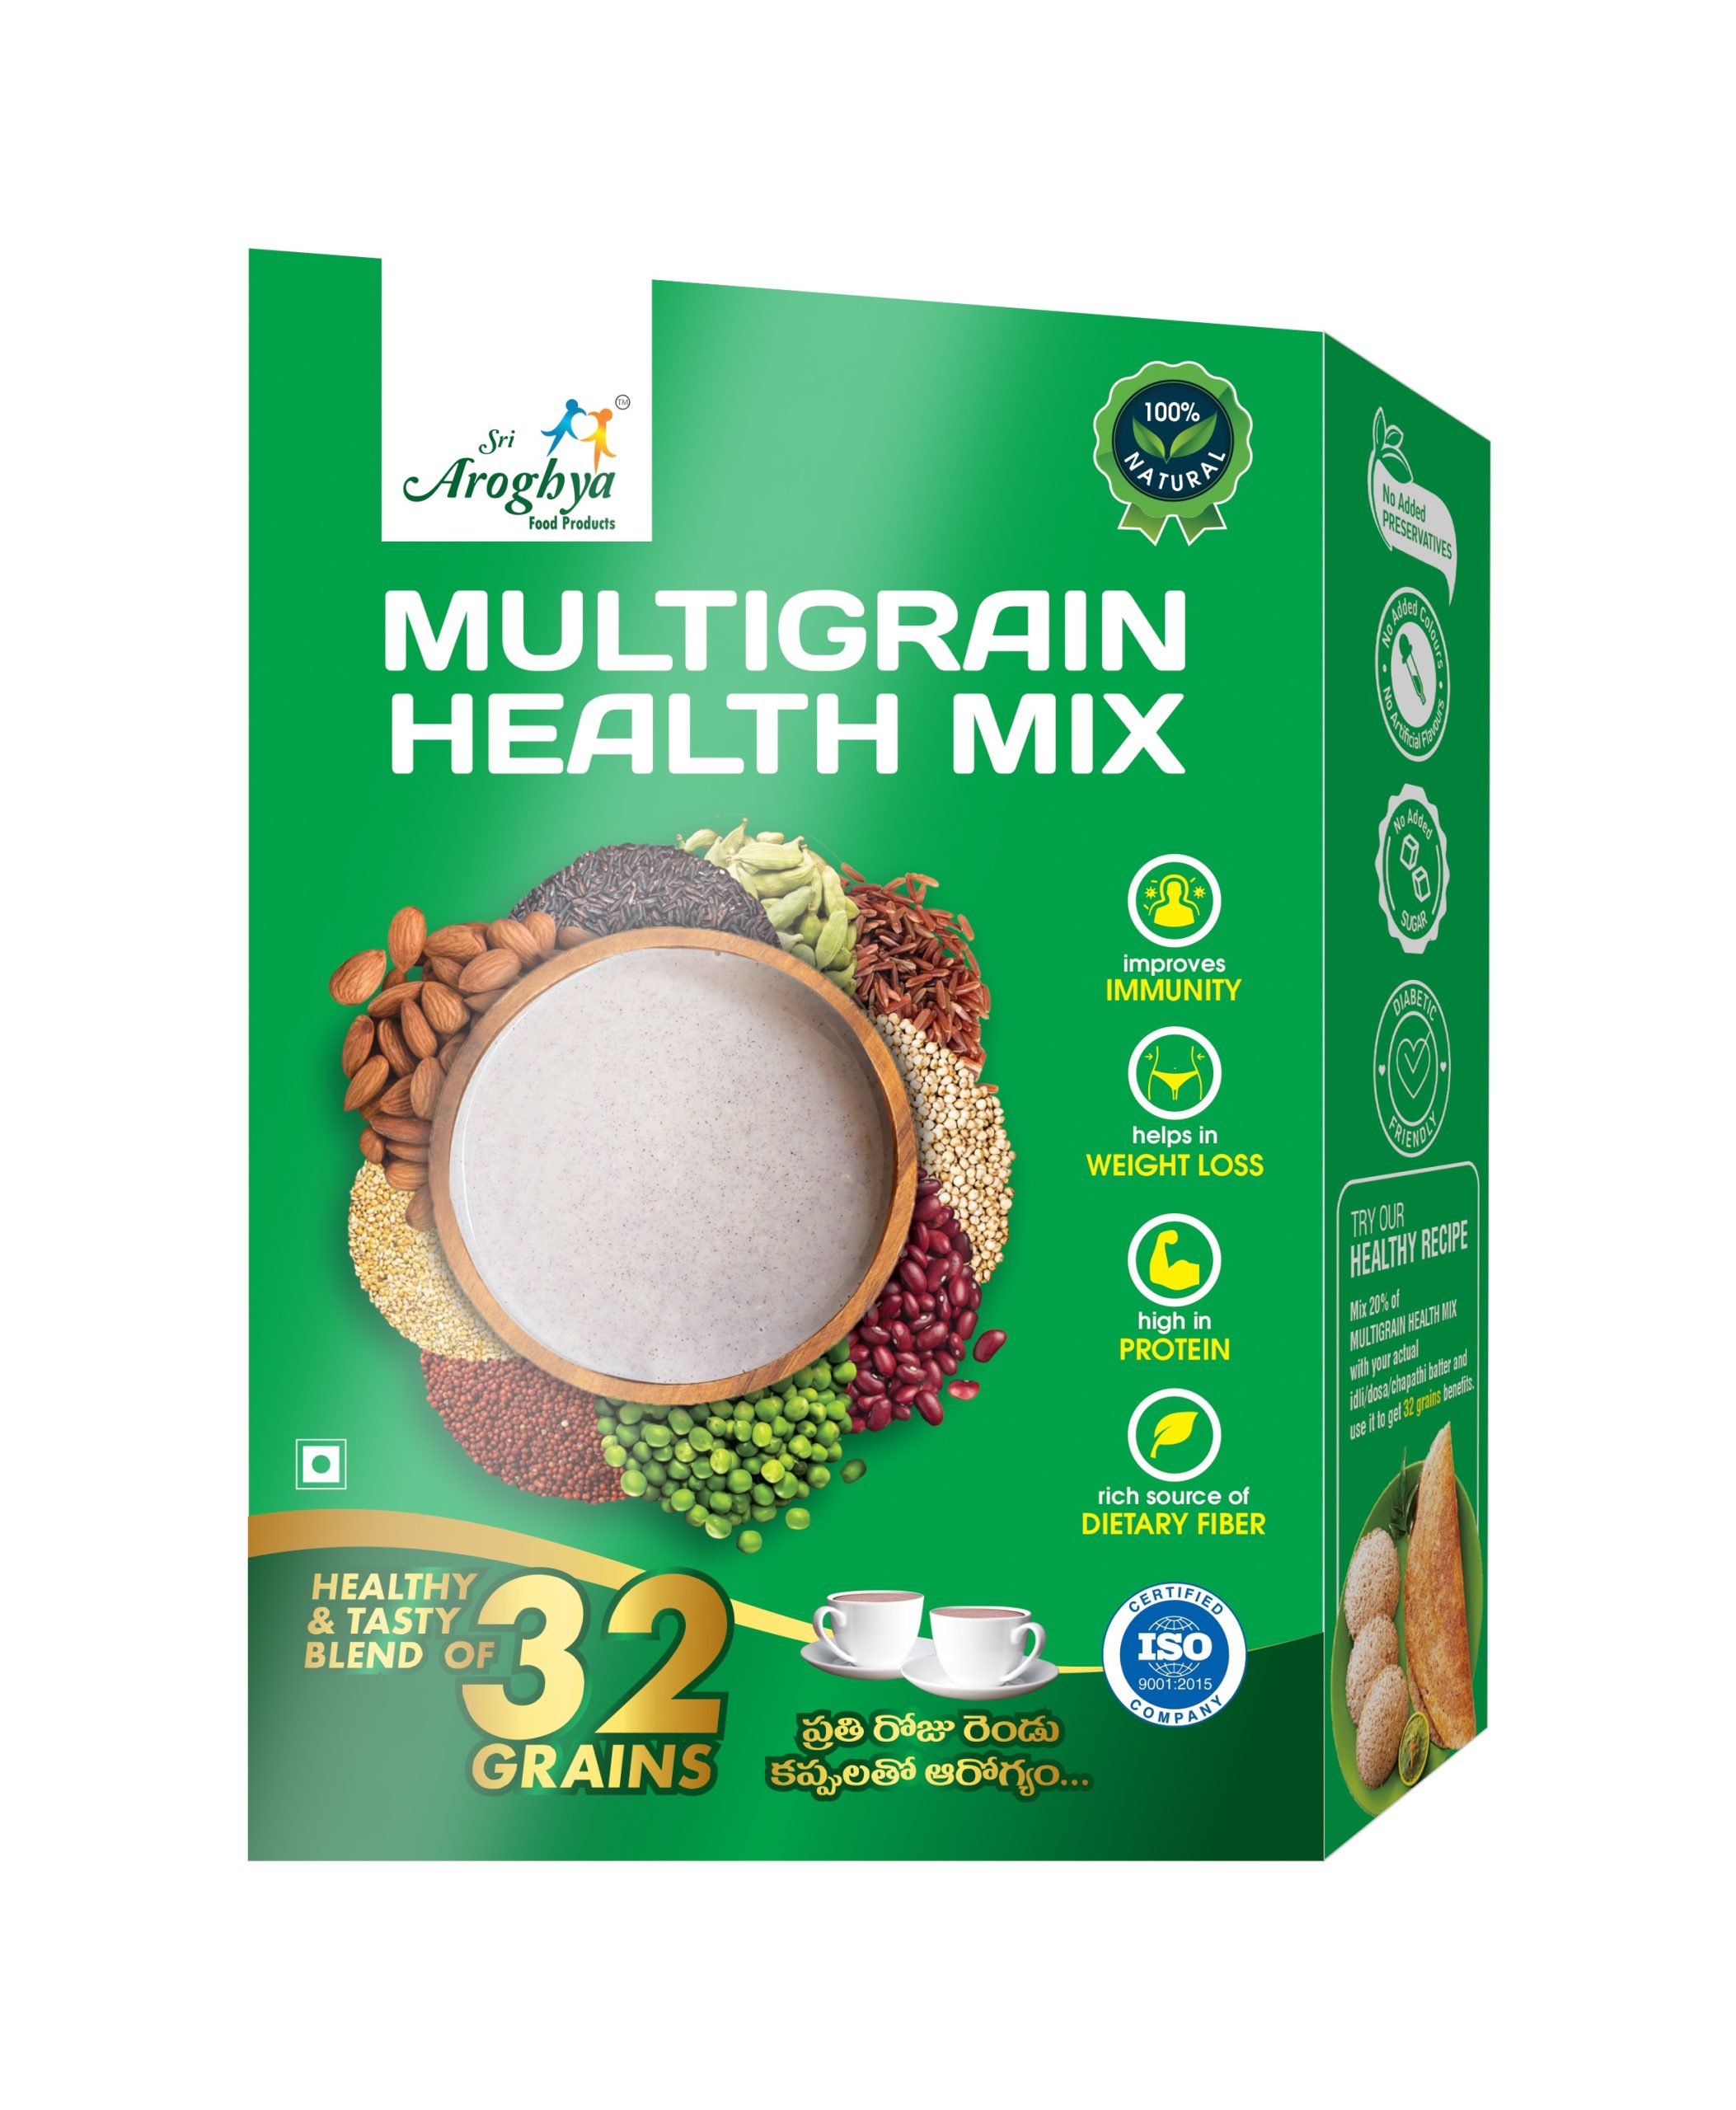 Sri
Aroghya
TM
Food Products
100%
NATURAL
MULTIGRAIN
HEALTH MIX
improves
IMMUNITY
helps in
WEIGHT LOSS
high in
PROTEIN
rich source of
DIETARY FIBER
HEALTHY
& TASTY
BLEND OF
32
GRAINS
ప్రతి రోజు రెండు
కప్పులతో ఆరోగ్యం...
CERTIFIED
ISO
9001:2015
COMPANY
No Added
PRESERVATIVES
No Added Colours
No Artificial Flavours
No Added
SUGAR
DIABETIC
FRIENDLY
TRY OUR
HEALTHY RECIPE
Mix 20% of
MULTIGRAIN HEALTH MIX
with your actual
idli/dosa/chapathi batter and
use it to get 32 grains benefits.